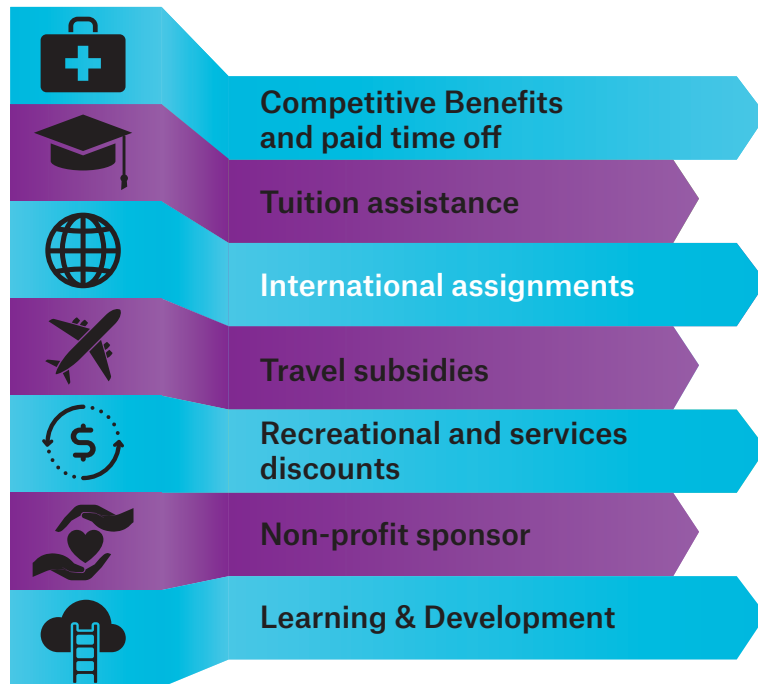 Competitive Benefits
and paid time off
Tuition assistance
International assignments
Travel subsidies
Recreational and services
discounts
Non-profit sponsor
Learning & Development